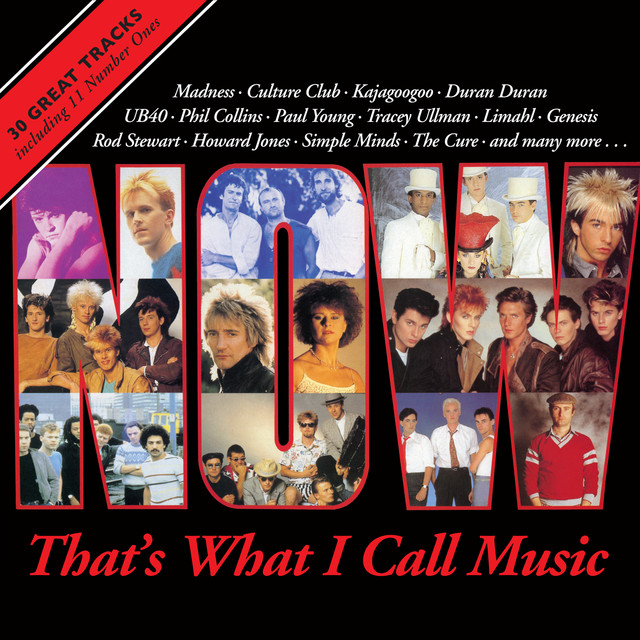 30 GREAT TRACKS
including 11 Number Ones
Madness · Culture Club · Kajagoogoo · Duran Duran
UB40 · Phil Collins · Paul Young · Tracey Ullman · Limahl · Genesis
Rod Stewart · Howard Jones · Simple Minds · The Cure · and many more . . .
NOW
That's What I Call Music